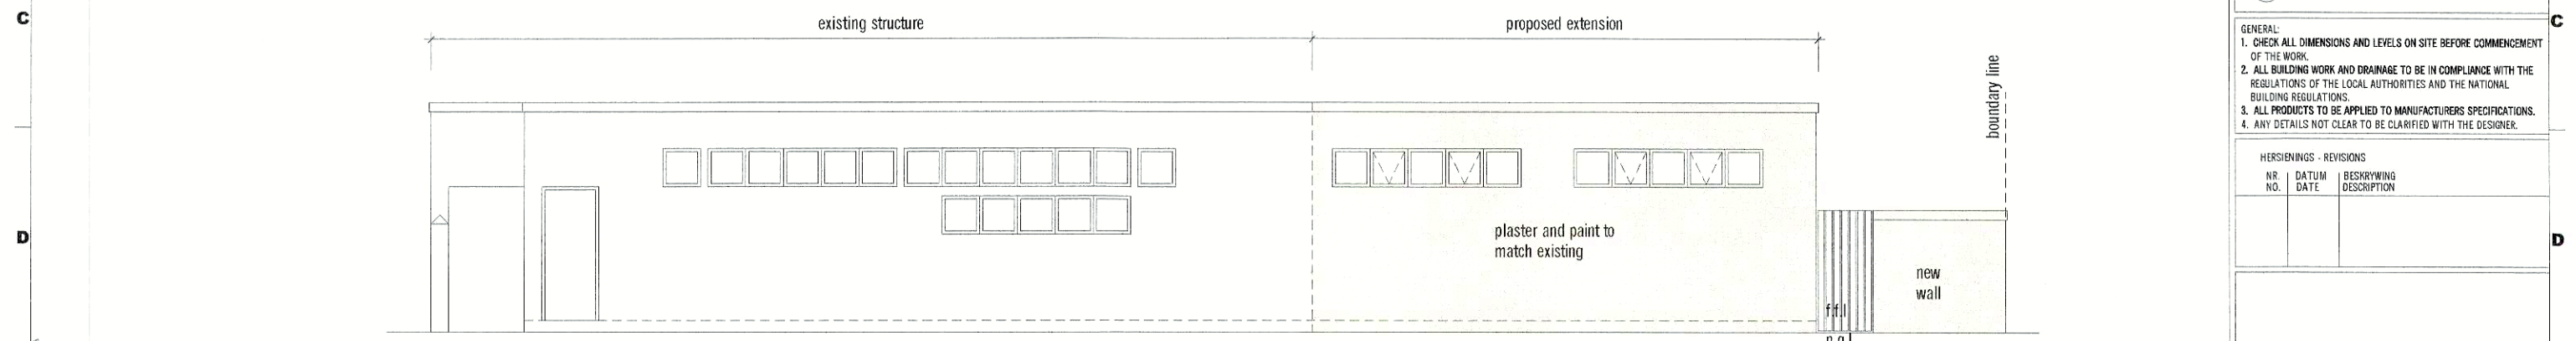 C
existing structure
proposed extension
C
boundary line
GENERAL:
1. CHECK ALL DIMENSIONS AND LEVELS ON SITE BEFORE COMMENCEMENT
OF THE WORK.
2. ALL BUILDING WORK AND DRAINAGE TO BE IN COMPLIANCE WITH THE
REGULATIONS OF THE LOCAL AUTHORITIES AND THE NATIONAL
BUILDING REGULATIONS.
3. ALL PRODUCTS TO BE APPLIED TO MANUFACTURERS SPECIFICATIONS.
4. ANY DETAILS NOT CLEAR TO BE CLARIFIED WITH THE DESIGNER.
HERSIENINGS - REVISIONS
NR. DATUM BESKRYWING
NO. DATE DESCRIPTION
D
plaster and paint to
match existing
new
wall
f.f.l
D